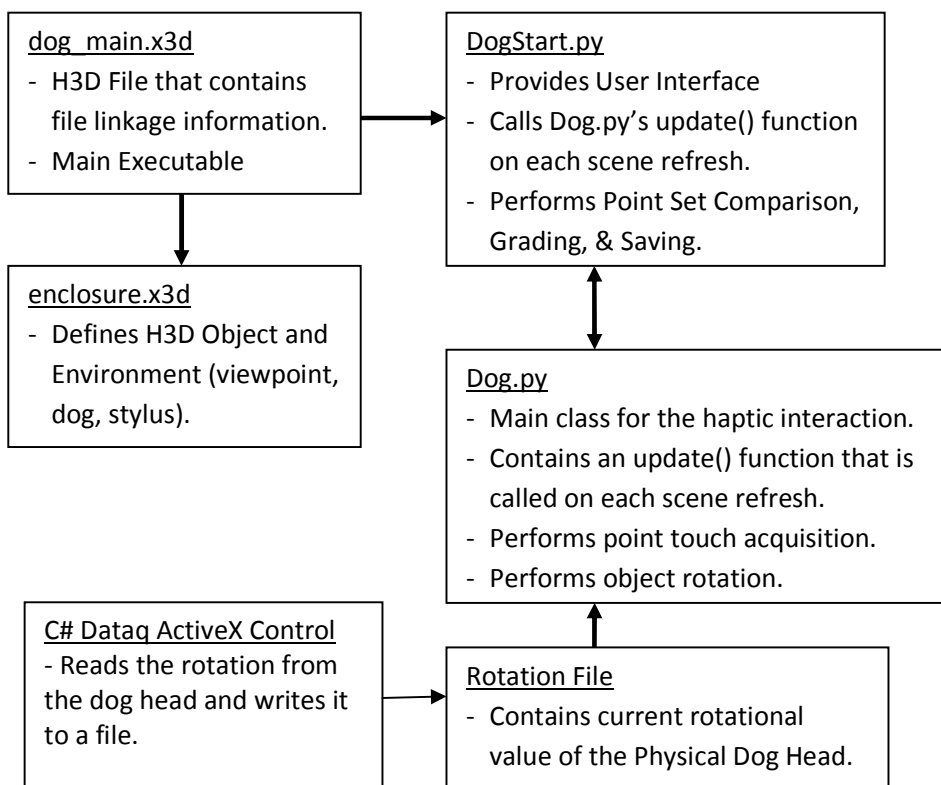 dog_main.x3d
- H3D File that contains
file linkage information.
- Main Executable
DogStart.py
- Provides User Interface
- Calls Dog.py’s update() function
on each scene refresh.
- Performs Point Set Comparison,
Grading, & Saving.
enclosure.x3d
- Defines H3D Object and
Environment (viewpoint,
dog, stylus).
Dog.py
- Main class for the haptic interaction.
- Contains an update() function that is
called on each scene refresh.
- Performs point touch acquisition.
- Performs object rotation.
C# Dataq ActiveX Control
- Reads the rotation from
the dog head and writes it
to a file.
Rotation File
- Contains current rotational
value of the Physical Dog Head.